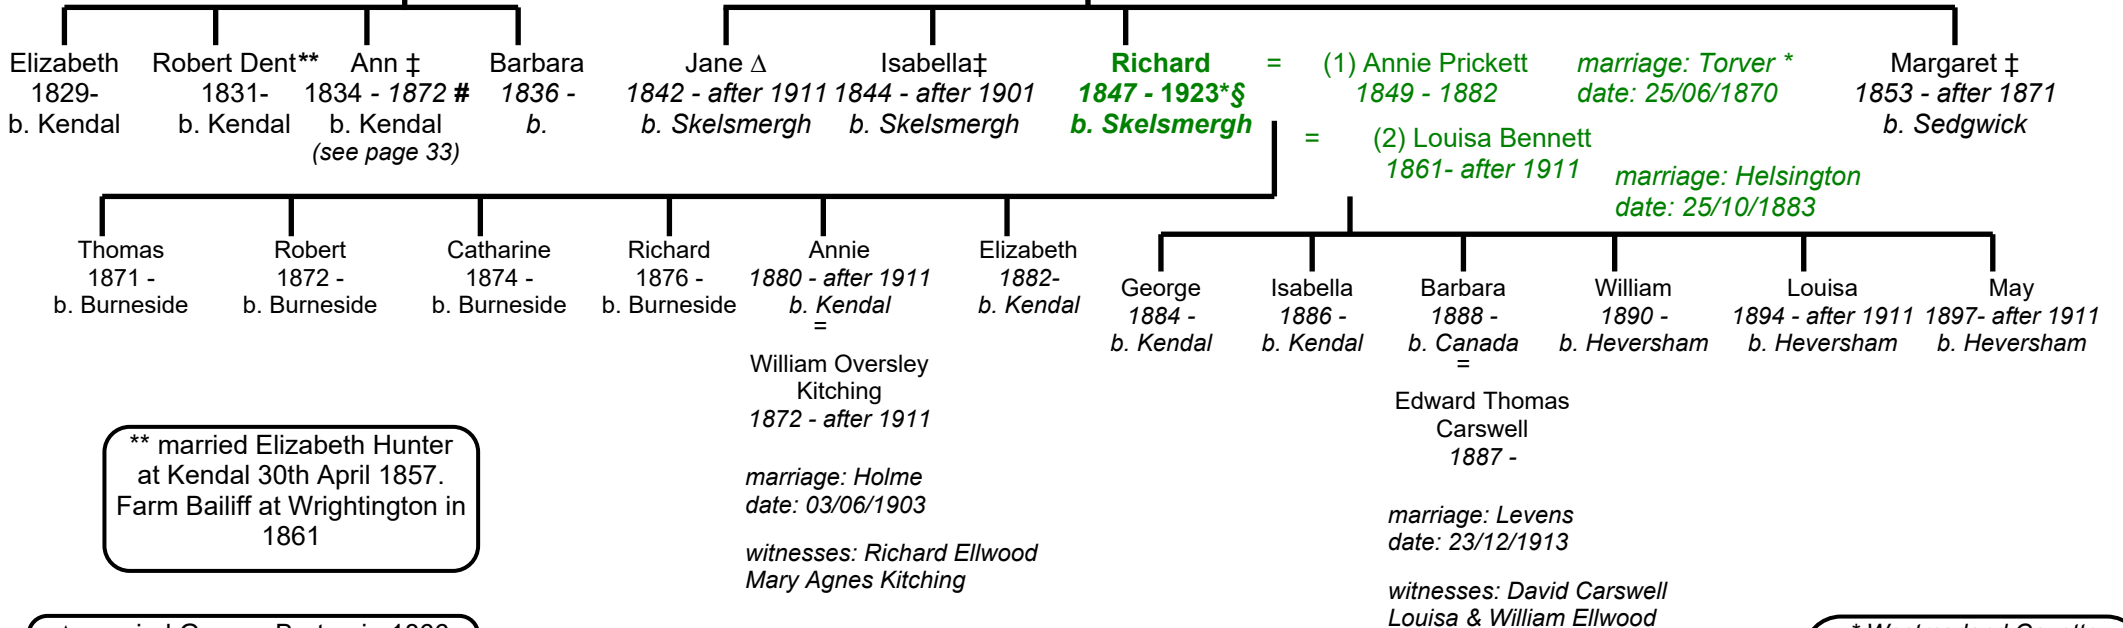 Elizabeth
1829-
b. Kendal
Robert Dent**
1831-
b. Kendal
Ann ‡
1834 - 1872 #
b. Kendal
(see page 33)
Barbara
1836 -
b.
Jane Δ
1842 - after 1911
b. Skelsmergh
Isabella‡
1844 - after 1901
b. Skelsmergh
Richard
1847 - 1923*§
b. Skelsmergh
= (1) Annie Prickett
1849 - 1882
marriage: Torver *
date: 25/06/1870
= (2) Louisa Bennett
1861- after 1911
marriage: Helsington
date: 25/10/1883
Margaret ‡
1853 - after 1871
b. Sedgwick
Thomas
1871 -
b. Burneside
Robert
1872 -
b. Burneside
Catharine
1874 -
b. Burneside
Richard
1876 -
b. Burneside
Annie
1880 - after 1911
b. Kendal
=
William Oversley
Kitching
1872 - after 1911
marriage: Holme
date: 03/06/1903
witnesses: Richard Ellwood
Mary Agnes Kitching
Elizabeth
1882-
b. Kendal
George
1884 -
b. Kendal
Isabella
1886 -
b. Kendal
Barbara
1888 -
b. Canada
=
Edward Thomas
Carswell
1887 -
marriage: Levens
date: 23/12/1913
witnesses: David Carswell
Louisa & William Ellwood
William
1890 -
b. Heversham
Louisa
1894 - after 1911
b. Heversham
May
1897- after 1911
b. Heversham
** married Elizabeth Hunter
at Kendal 30th April 1857.
Farm Bailiff at Wrightington in
1861